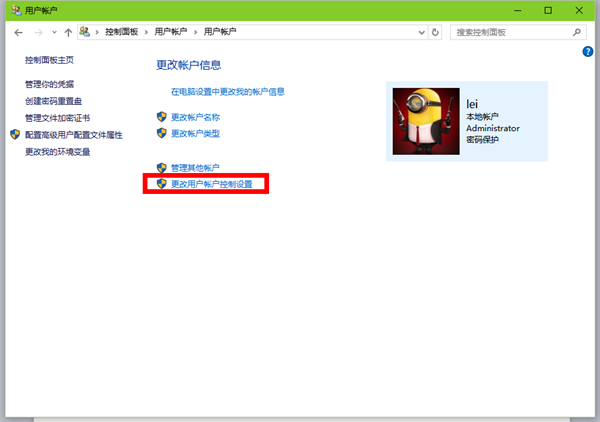 用户帐户
控制面板 › 用户帐户 › 用户帐户
搜索控制面板
控制面板主页
管理你的凭据
创建密码重置盘
管理文件加密证书
配置高级用户配置文件属性
更改我的环境变量
更改帐户信息
在电脑设置中更改我的帐户信息
更改帐户名称
更改帐户类型
管理其他帐户
更改用户帐户控制设置
lei
本地帐户
Administrator
密码保护